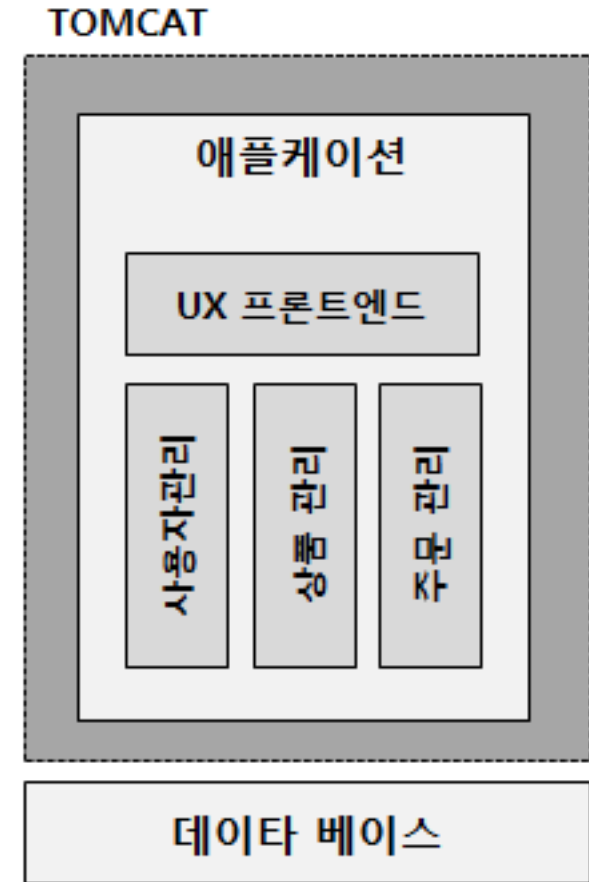 TOMCAT
애플케이션
UX 프론트엔드
사용자관리
상품 관리
주문 관리
데이타 베이스